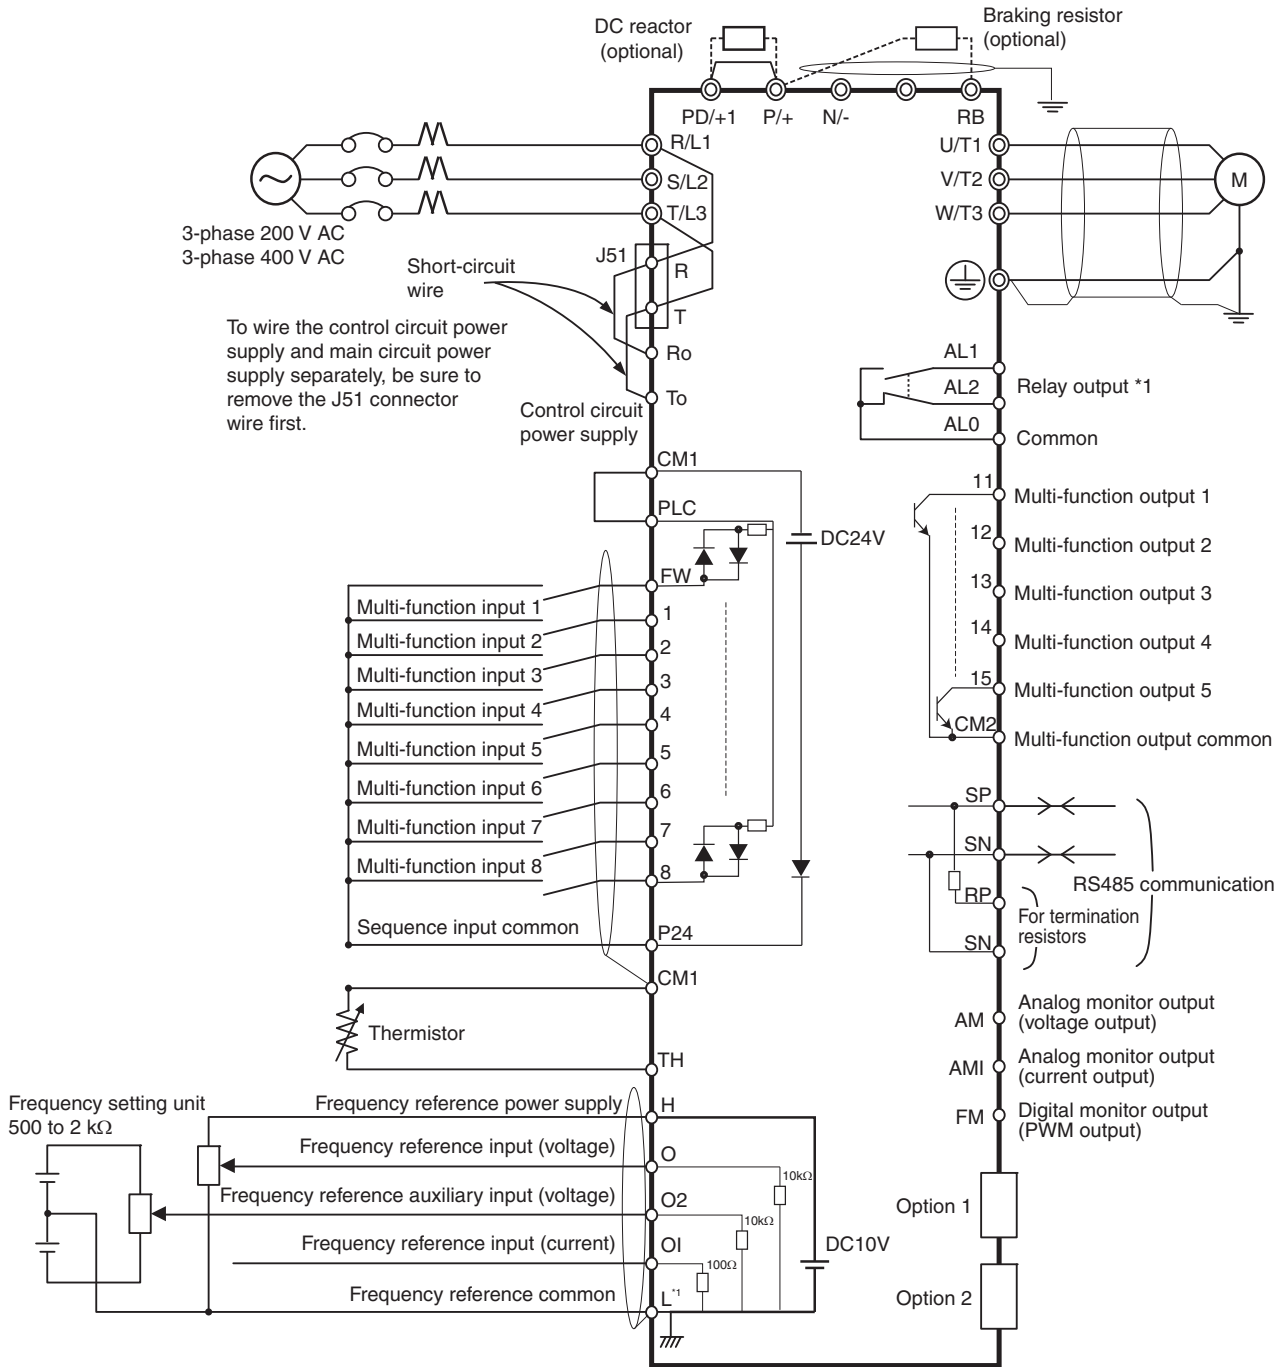 DC reactor
(optional)
Braking resistor
(optional)
PD/+1
P/+
N/-
RB
R/L1
S/L2
T/L3
U/T1
V/T2
W/T3
M
3-phase 200 V AC
3-phase 400 V AC
J51
R
T
Ro
To
Short-circuit
wire
To wire the control circuit power
supply and main circuit power
supply separately, be sure to
remove the J51 connector
wire first.
Control circuit
power supply
AL1
AL2
AL0
Relay output *1
Common
CM1
PLC
DC24V
FW
Multi-function input 1
1
Multi-function input 2
2
Multi-function input 3
3
Multi-function input 4
4
Multi-function input 5
5
Multi-function input 6
6
Multi-function input 7
7
Multi-function input 8
8
Sequence input common
P24
CM1
Thermistor
TH
11
Multi-function output 1
12
Multi-function output 2
13
Multi-function output 3
14
Multi-function output 4
15
Multi-function output 5
CM2
Multi-function output common
SP
SN
RP
SN
RS485 communication
For termination
resistors
AM
Analog monitor output
(voltage output)
AMI
Analog monitor output
(current output)
FM
Digital monitor output
(PWM output)
Frequency setting unit
500 to 2 kΩ
Frequency reference power supply
H
Frequency reference input (voltage)
O
10kΩ
Frequency reference auxiliary input (voltage)
O2
10kΩ
Frequency reference input (current)
OI
100Ω
DC10V
Frequency reference common
L*1
Option 1
Option 2